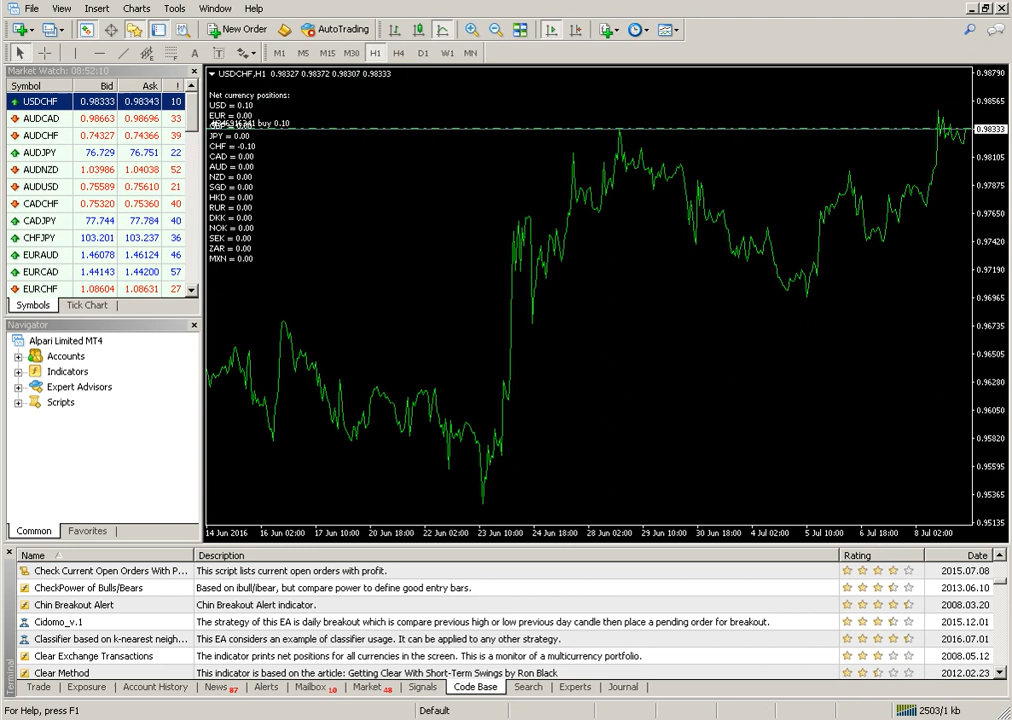 File View Insert Charts Tools Window Help
New Order AutoTrading
A T M1 M5 M15 M30 H1 H4 D1 W1 MN
Market Watch: 08:52:10
Symbol Bid Ask !
USDCHF 0.98333 0.98343 10
AUDCAD 0.98663 0.98696 33
AUDCHF 0.74327 0.74366 39
AUDJPY 76.729 76.751 22
AUDNZD 1.03986 1.04038 52
AUDUSD 0.75589 0.75610 21
CADCHF 0.75320 0.75360 40
CADJPY 77.744 77.784 40
CHFJPY 103.201 103.237 36
EURAUD 1.46078 1.46124 46
EURCAD 1.44143 1.44200 57
EURCHF 1.08604 1.08631 27
Symbols Tick Chart
Navigator
Alpari Limited MT4
Accounts
Indicators
Expert Advisors
Scripts
Common Favorites
USDCHF,H1 0.98327 0.98372 0.98307 0.98333
Net currency positions:
USD = 0.10
EUR = 0.00
buy 0.10
JPY = 0.00
CHF = -0.10
CAD = 0.00
AUD = 0.00
NZD = 0.00
SGD = 0.00
HKD = 0.00
RUR = 0.00
DKK = 0.00
NOK = 0.00
SEK = 0.00
ZAR = 0.00
MXN = 0.00
0.98790
0.98565
0.98333
0.98105
0.97875
0.97650
0.97420
0.97190
0.96965
0.96735
0.96505
0.96280
0.96050
0.95820
0.95595
0.95365
0.95135
14 Jun 2016 16 Jun 02:00 17 Jun 10:00 20 Jun 18:00 22 Jun 02:00 23 Jun 10:00 24 Jun 18:00 28 Jun 02:00 29 Jun 10:00 30 Jun 18:00 4 Jul 02:00 5 Jul 10:00 6 Jul 18:00 8 Jul 02:00
Name Description Rating Date
Check Current Open Orders With P... This script lists current open orders with profit. 2015.07.08
CheckPower of Bulls/Bears Based on ibull/ibear, but compare power to define good entry bars. 2013.06.10
Chin Breakout Alert Chin Breakout Alert indicator. 2008.03.20
Cidomo_v.1 The strategy of this EA is daily breakout which is compare previous high or low previous day candle then place a pending order for breakout. 2015.12.01
Classifier based on k-nearest neigh... This EA considers an example of classifier usage. It can be applied to any other strategy. 2016.07.01
Clear Exchange Transactions The indicator prints net positions for all currencies in the screen. This is a monitor of a multicurrency portfolio. 2008.05.12
Clear Method This indicator is based on the article: Getting Clear With Short-Term Swings by Ron Black 2012.02.23
Terminal
Trade Exposure Account History News 87 Alerts Mailbox 10 Market 48 Signals Code Base Search Experts Journal
For Help, press F1 Default 2503/1 kb